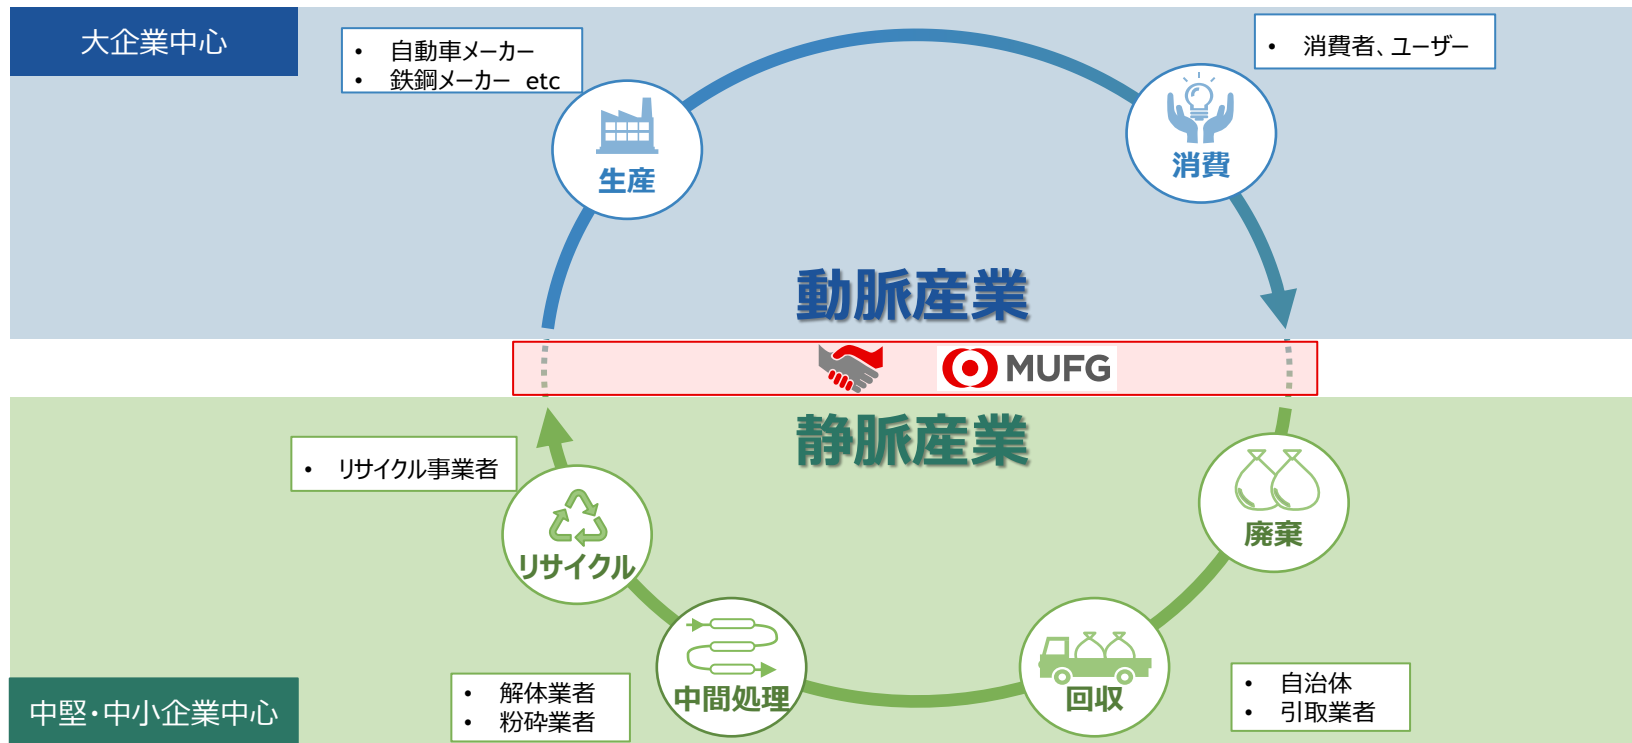 大企業中心
• 自動車メーカー
• 鉄鋼メーカー etc
• 消費者、ユーザー
生産
消費
動脈産業
MUFG
静脈産業
• リサイクル事業者
廃棄
リサイクル
中間処理
回収
• 解体業者
• 粉砕業者
• 自治体
• 引取業者
中堅・中小企業中心